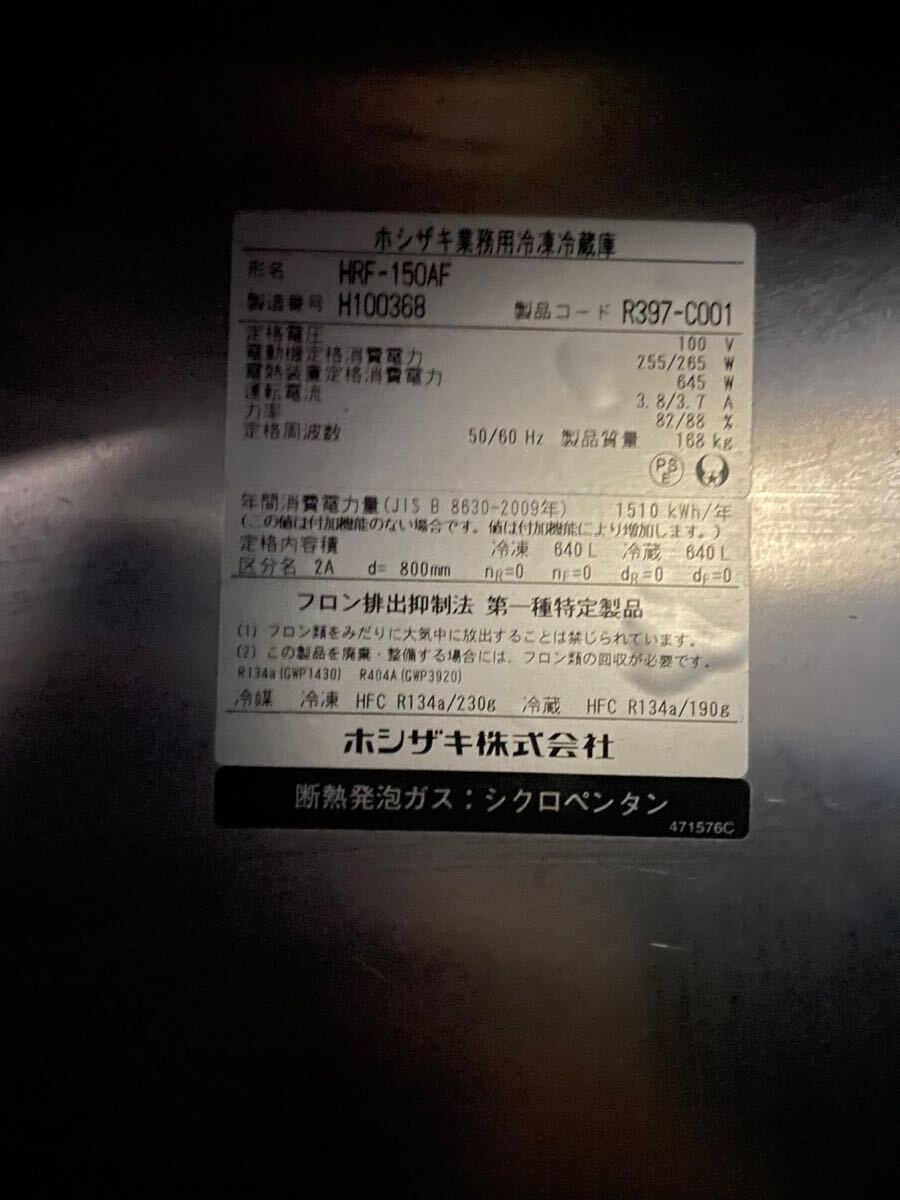 ホシザキ業務用冷凍冷蔵庫
形名 HRF-150AF
製造番号 H100368 製品コード R397-C001
定格電圧 100 V
電動機定格消費電力 255/265 W
電熱装置定格消費電力 645 W
運転電流 3.8/3.7 A
力率 82/88 %
定格周波数 50/60 Hz 製品質量 168 kg
PSE
年間消費電力量(JIS B 8630-2009年) 1510 kWh/年
(この値は付加機能のない場合です。値は付加機能により増加します。)
定格内容積 冷凍 640 L 冷蔵 640 L
区分名 2A d= 800mm nR=0 nF=0 dR=0 dF=0
フロン排出抑制法 第一種特定製品
(1) フロン類をみだりに大気中に放出することは禁じられています。
(2) この製品を廃棄・整備する場合には、フロン類の回収が必要です。
R134a(GWP1430) R404A(GWP3920)
冷媒 冷凍 HFC R134a/230g 冷蔵 HFC R134a/190g
ホシザキ株式会社
断熱発泡ガス:シクロペンタン
471576C